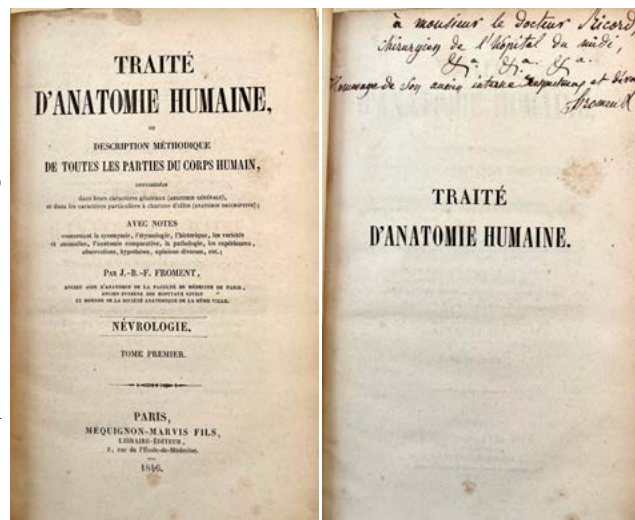 TRAITÉ
D'ANATOMIE HUMAINE,
OU
DESCRIPTION MÉTHODIQUE
DE TOUTES LES PARTIES DU CORPS HUMAIN,
CONSIDÉRÉES
dans leurs caractères généraux (ANATOMIE GÉNÉRALE),
et dans les caractères particuliers à chacune d'elles (ANATOMIE DESCRIPTIVE);
AVEC NOTES
concernant la synonymie, l'étymologie, l'historique, les variétés
et anomalies, l'anatomie comparative, la pathologie, les expériences,
observations, hypothèses, opinions diverses, etc.;
PAR J.-B.-F. FROMENT,
ANCIEN AIDE D'ANATOMIE DE LA FACULTÉ DE MÉDECINE DE PARIS,
ANCIEN INTERNE DES HOPITAUX CIVILS
ET MEMBRE DE LA SOCIÉTÉ ANATOMIQUE DE LA MÊME VILLE.
NÉVROLOGIE.
TOME PREMIER.
PARIS,
MÉQUIGNON-MARVIS FILS,
LIBRAIRE-ÉDITEUR,
3, rue de l'École-de-Médecine.
1846.
à monsieur le docteur Ricord,
chirurgien de l'hôpital du midi,
&a. &a. &a.
Hommage de son ancien interne respectueux et
Froment
TRAITÉ
D'ANATOMIE HUMAINE.